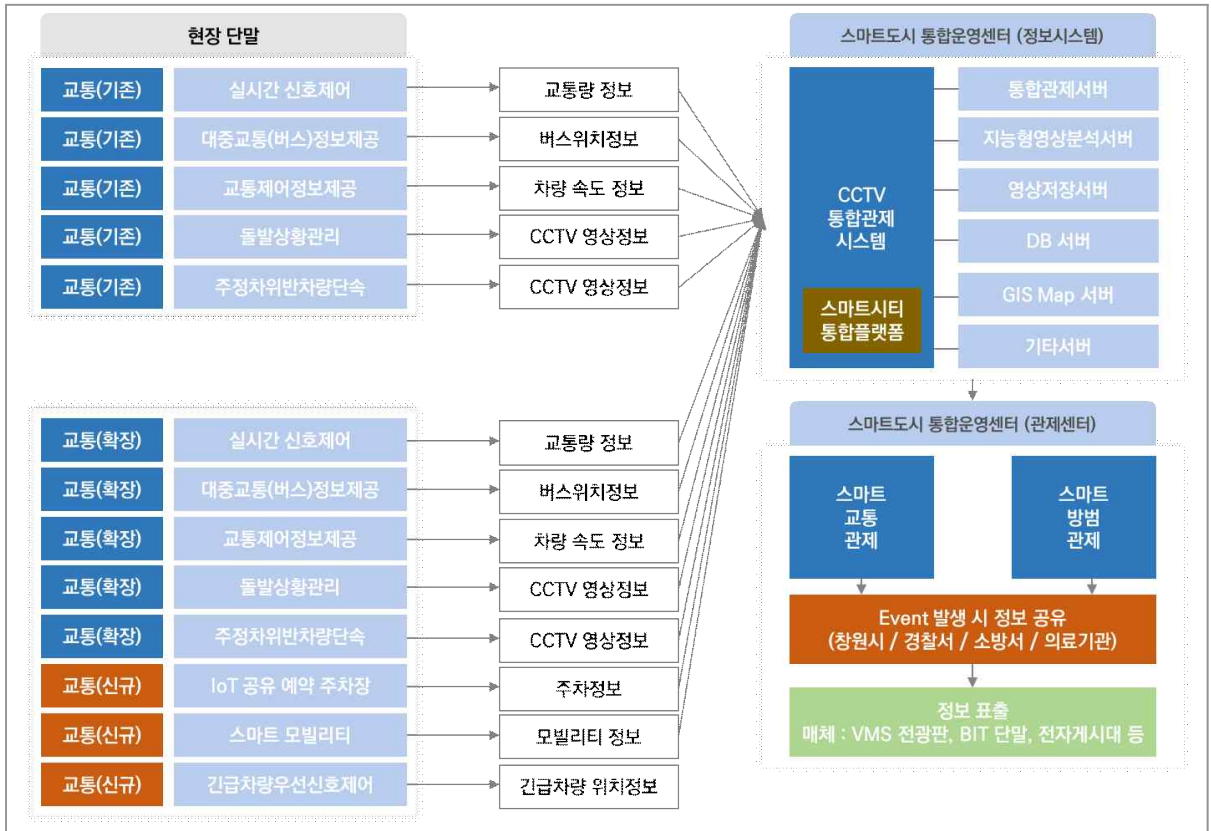 현장 단말
교통(기존)
실시간 신호제어
교통량 정보
교통(기존)
대중교통(버스)정보제공
버스위치정보
교통(기존)
교통제어정보제공
차량 속도 정보
교통(기존)
돌발상황관리
CCTV 영상정보
교통(기존)
주정차위반차량단속
CCTV 영상정보
교통(확장)
실시간 신호제어
교통량 정보
교통(확장)
대중교통(버스)정보제공
버스위치정보
교통(확장)
교통제어정보제공
차량 속도 정보
교통(확장)
돌발상황관리
CCTV 영상정보
교통(확장)
주정차위반차량단속
CCTV 영상정보
교통(신규)
IoT 공유 예약 주차장
주차정보
교통(신규)
스마트 모빌리티
모빌리티 정보
교통(신규)
긴급차량우선신호제어
긴급차량 위치정보
스마트도시 통합운영센터 (정보시스템)
CCTV
통합관제
시스템
스마트시티
통합플랫폼
통합관제서버
지능형영상분석서버
영상저장서버
DB 서버
GIS Map 서버
기타서버
스마트도시 통합운영센터 (관제센터)
스마트
교통
관제
스마트
방범
관제
Event 발생 시 정보 공유
(창원시 / 경찰서 / 소방서 / 의료기관)
정보 표출
매체 : VMS 전광판, BIT 단말, 전자게시대 등